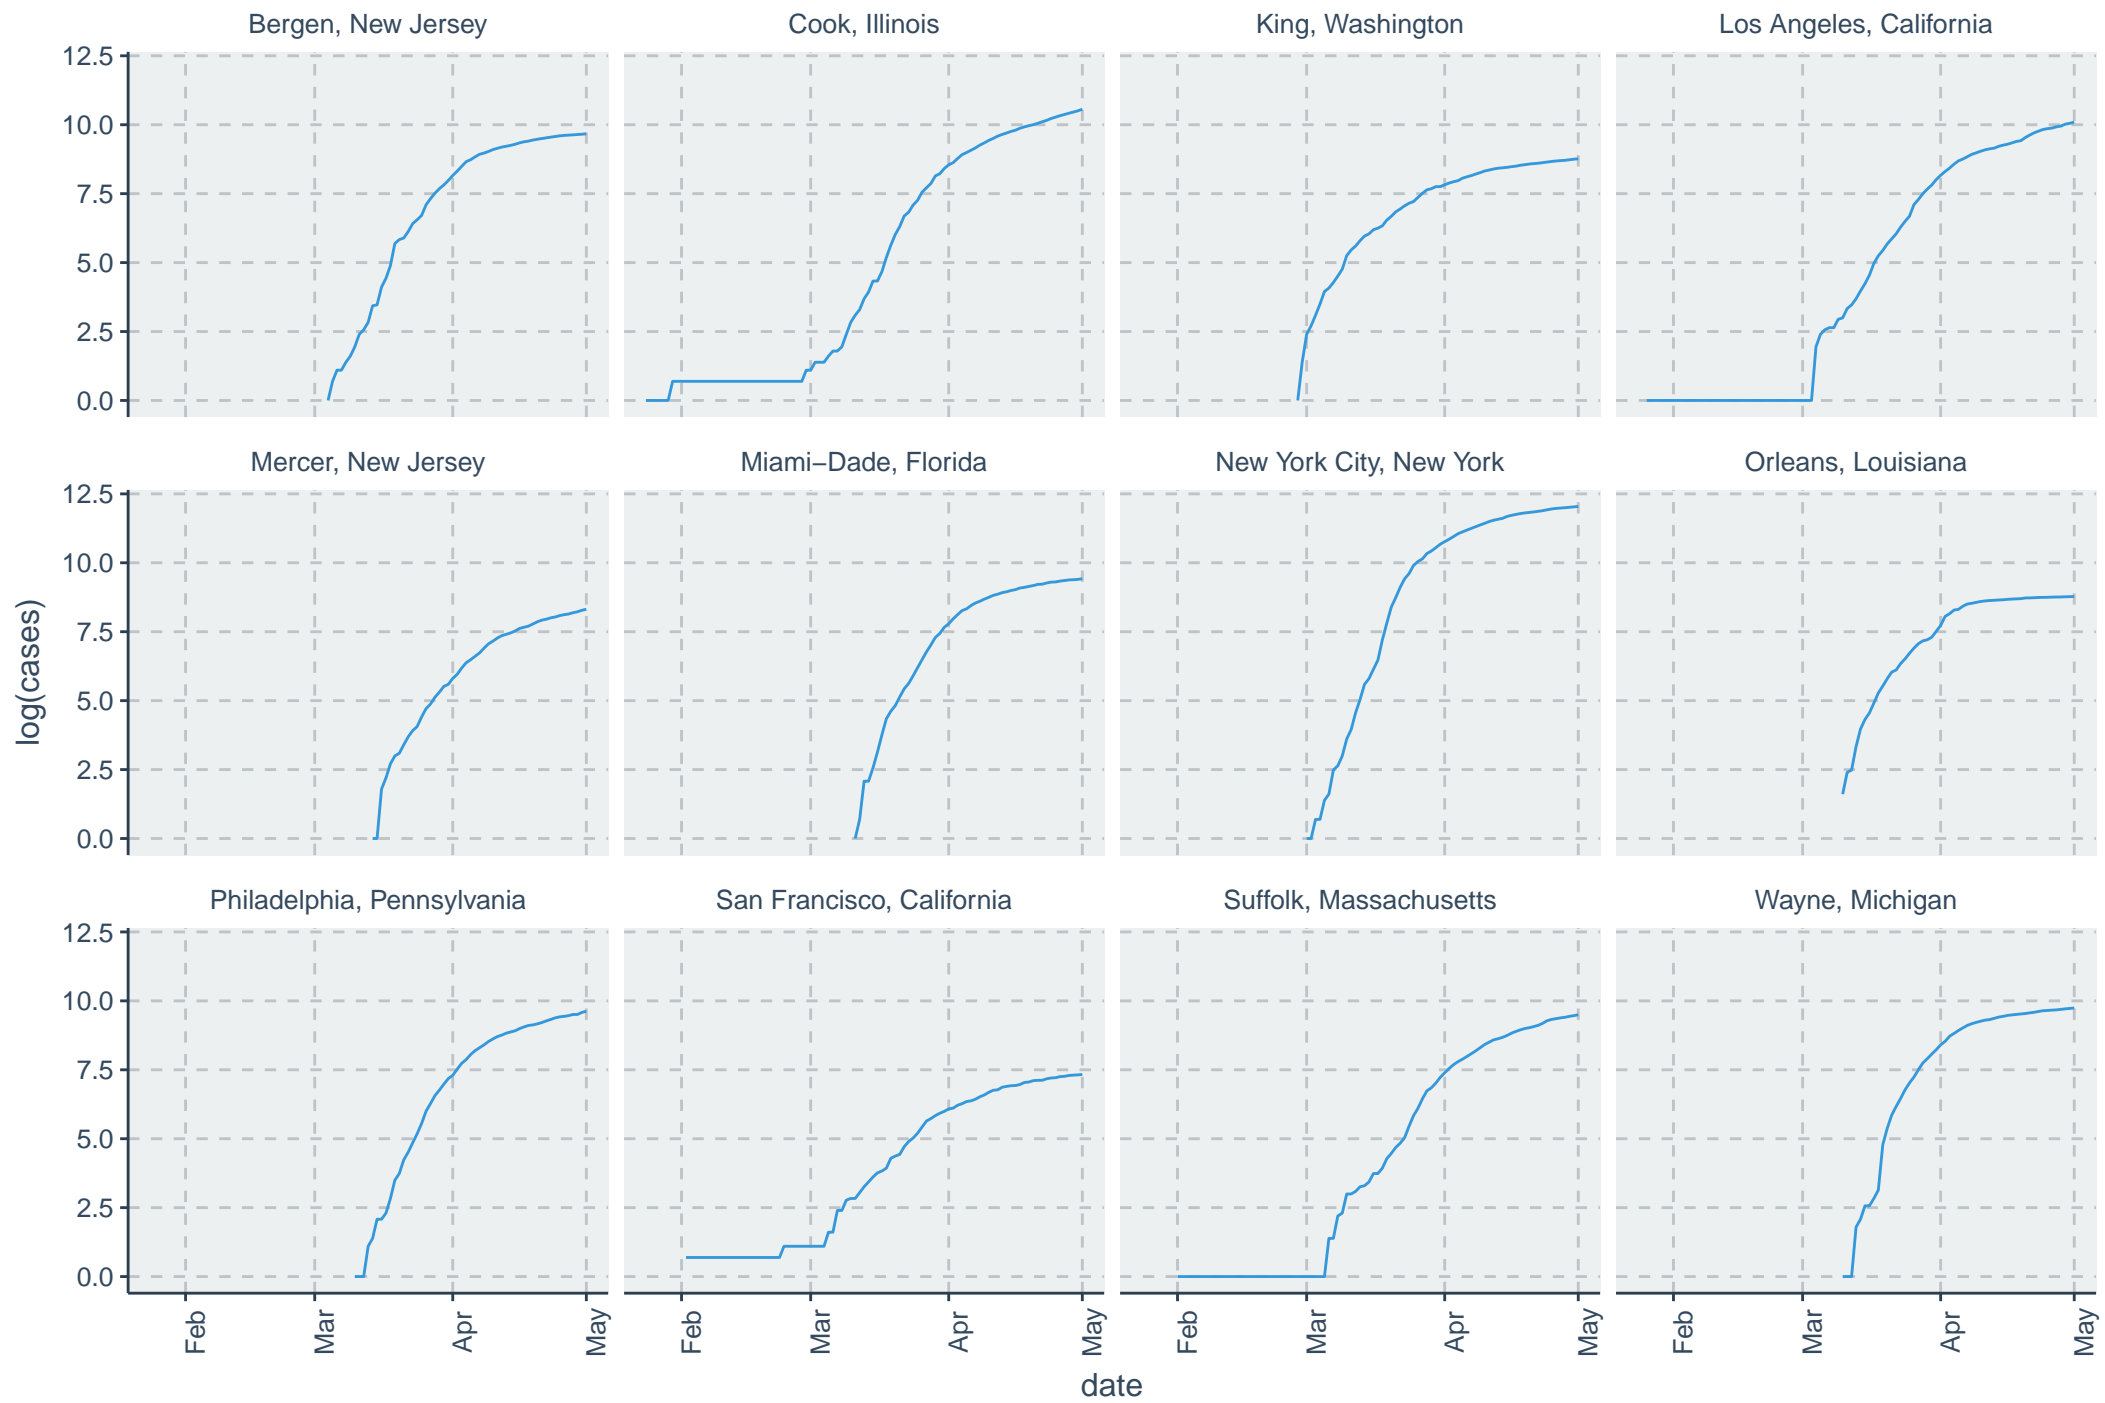 Bergen, New Jersey
Cook, Illinois
King, Washington
Los Angeles, California
12.5
10.0
7.5
5.0
2.5
0.0
Mercer, New Jersey
Miami−Dade, Florida
New York City, New York
Orleans, Louisiana
12.5
10.0
7.5
5.0
2.5
0.0
log(cases)
Philadelphia, Pennsylvania
San Francisco, California
Suffolk, Massachusetts
Wayne, Michigan
12.5
10.0
7.5
5.0
2.5
0.0
Feb
Mar
Apr
May
Feb
Mar
Apr
May
Feb
Mar
Apr
May
Feb
Mar
Apr
May
date